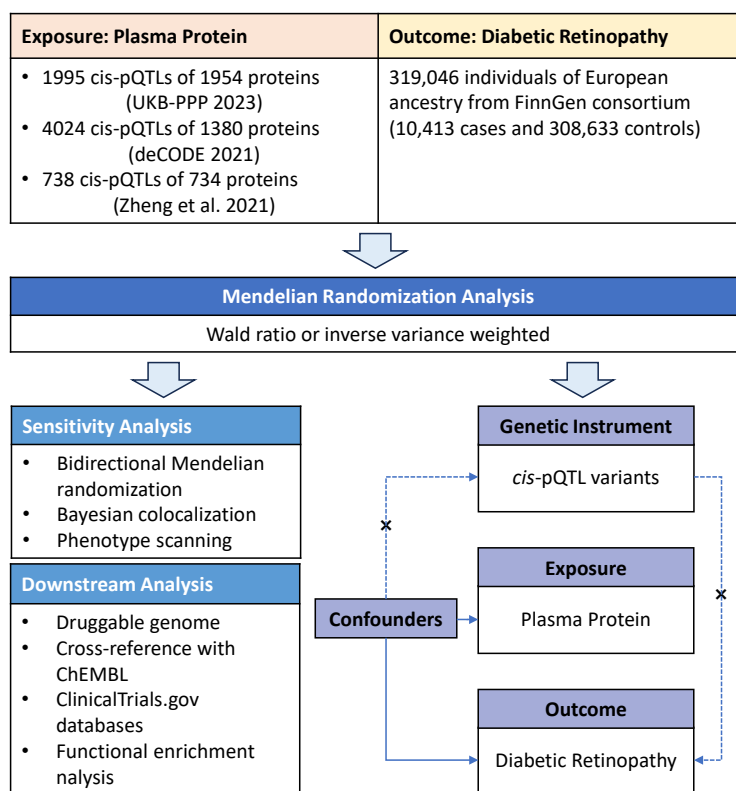 Exposure: Plasma Protein
• 1995 cis-pQTLs of 1954 proteins
(UKB-PPP 2023)
• 4024 cis-pQTLs of 1380 proteins
(deCODE 2021)
• 738 cis-pQTLs of 734 proteins
(Zheng et al. 2021)
Outcome: Diabetic Retinopathy
319,046 individuals of European
ancestry from FinnGen consortium
(10,413 cases and 308,633 controls)
Mendelian Randomization Analysis
Wald ratio or inverse variance weighted
Sensitivity Analysis
• Bidirectional Mendelian
randomization
• Bayesian colocalization
• Phenotype scanning
Downstream Analysis
• Druggable genome
• Cross-reference with
ChEMBL
• ClinicalTrials.gov
databases
• Functional enrichment
nalysis
Genetic Instrument
cis-pQTL variants
Exposure
Plasma Protein
Confounders
Outcome
Diabetic Retinopathy